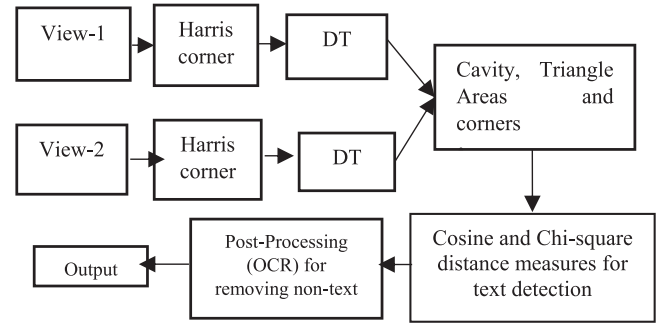 View-1
Harris
corner
DT
Cavity, Triangle
Areas and
corners
View-2
Harris
corner
DT
Cosine and Chi-square
distance measures for
text detection
Post-Processing
(OCR) for
removing non-text
Output